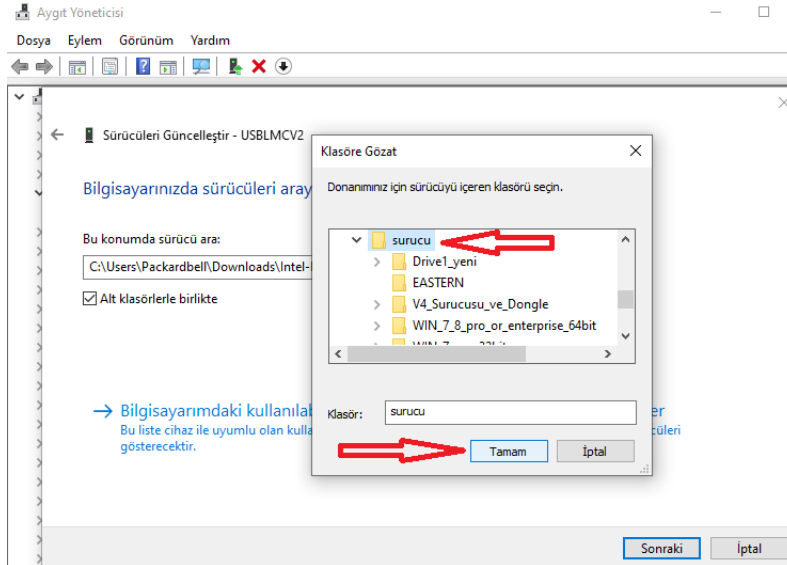 Aygıt Yöneticisi
Dosya Eylem Görünüm Yardım
Sürücüleri Güncelleştir - USBLMCV2
Bilgisayarınızda sürücüleri aray
Bu konumda sürücü ara:
C:\Users\Packardbell\Downloads\Intel-
Alt klasörlerle birlikte
Klasöre Gözat
Donanımınız için sürücüyü içeren klasörü seçin.
surucu
Drive1_yeni
EASTERN
V4_Surucusu_ve_Dongle
WIN_7_8_pro_or_enterprise_64bit
Klasör: surucu
Tamam İptal
Bilgisayarımdaki kullanılab er
Bu liste cihaz ile uyumlu olan kulla cüleri
gösterecektir.
Sonraki İptal